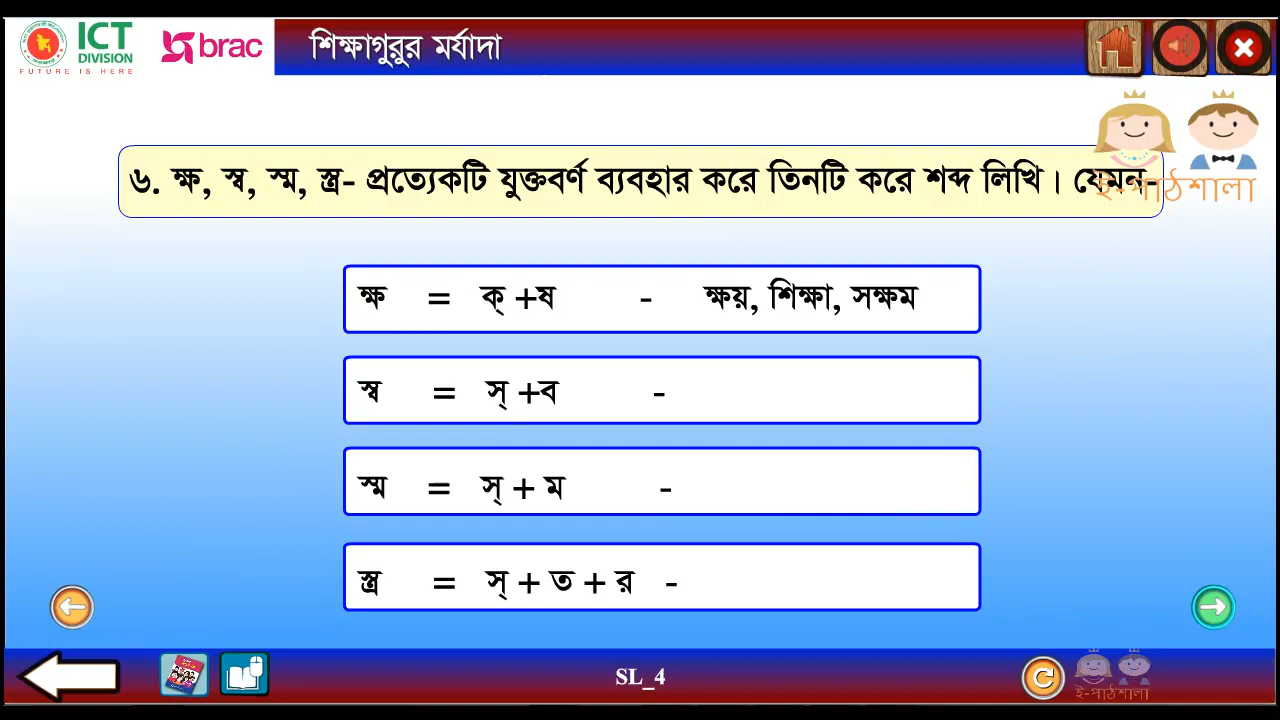 ICT
DIVISION
FUTURE IS HERE
brac
শিক্ষাগুরুর মর্যাদা
৬. ক্ষ, স্ব, স্ম, স্ত্র- প্রত্যেকটি যুক্তবর্ণ ব্যবহার করে তিনটি করে শব্দ লিখি। যেমন-
ই-পাঠশালা
ক্ষ = ক্ +ষ - ক্ষয়, শিক্ষা, সক্ষম
স্ব = স্ +ব -
স্ম = স্ + ম -
স্ত্র = স্ + ত + র -
SL_4
ই-পাঠশালা